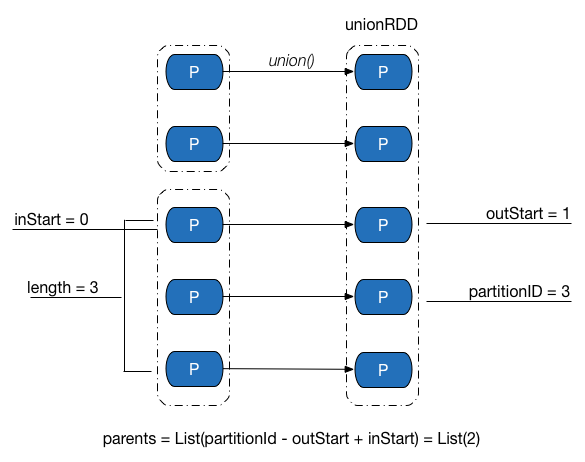 unionRDD
P
union()
P
P
P
inStart = 0
P
P
outStart = 1
length = 3
P
P
partitionID = 3
P
P
parents = List(partitionId - outStart + inStart) = List(2)